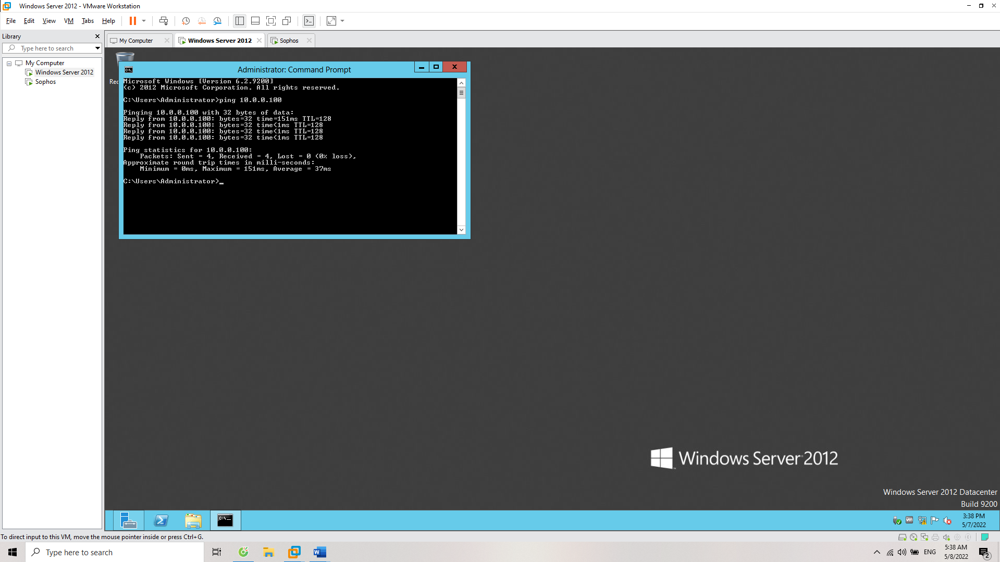 Windows Server 2012 - VMware Workstation
File Edit View VM Tabs Help
Library
Type here to search
My Computer
Windows Server 2012
Sophos
My Computer
Windows Server 2012
Sophos
Administrator: Command Prompt
Microsoft Windows [Version 6.2.9200]
(c) 2012 Microsoft Corporation. All rights reserved.
C:\Users\Administrator>ping 10.0.0.100
Pinging 10.0.0.100 with 32 bytes of data:
Reply from 10.0.0.100: bytes=32 time=151ms TTL=128
Reply from 10.0.0.100: bytes=32 time<1ms TTL=128
Reply from 10.0.0.100: bytes=32 time<1ms TTL=128
Reply from 10.0.0.100: bytes=32 time<1ms TTL=128
Ping statistics for 10.0.0.100:
Packets: Sent = 4, Received = 4, Lost = 0 (0% loss),
Approximate round trip times in milli-seconds:
Minimum = 0ms, Maximum = 151ms, Average = 37ms
C:\Users\Administrator>_
Windows Server 2012
Windows Server 2012 Datacenter
Build 9200
3:38 PM
5/7/2022
To direct input to this VM, move the mouse pointer inside or press Ctrl+G.
Type here to search
ENG
5:38 AM
5/8/2022
2